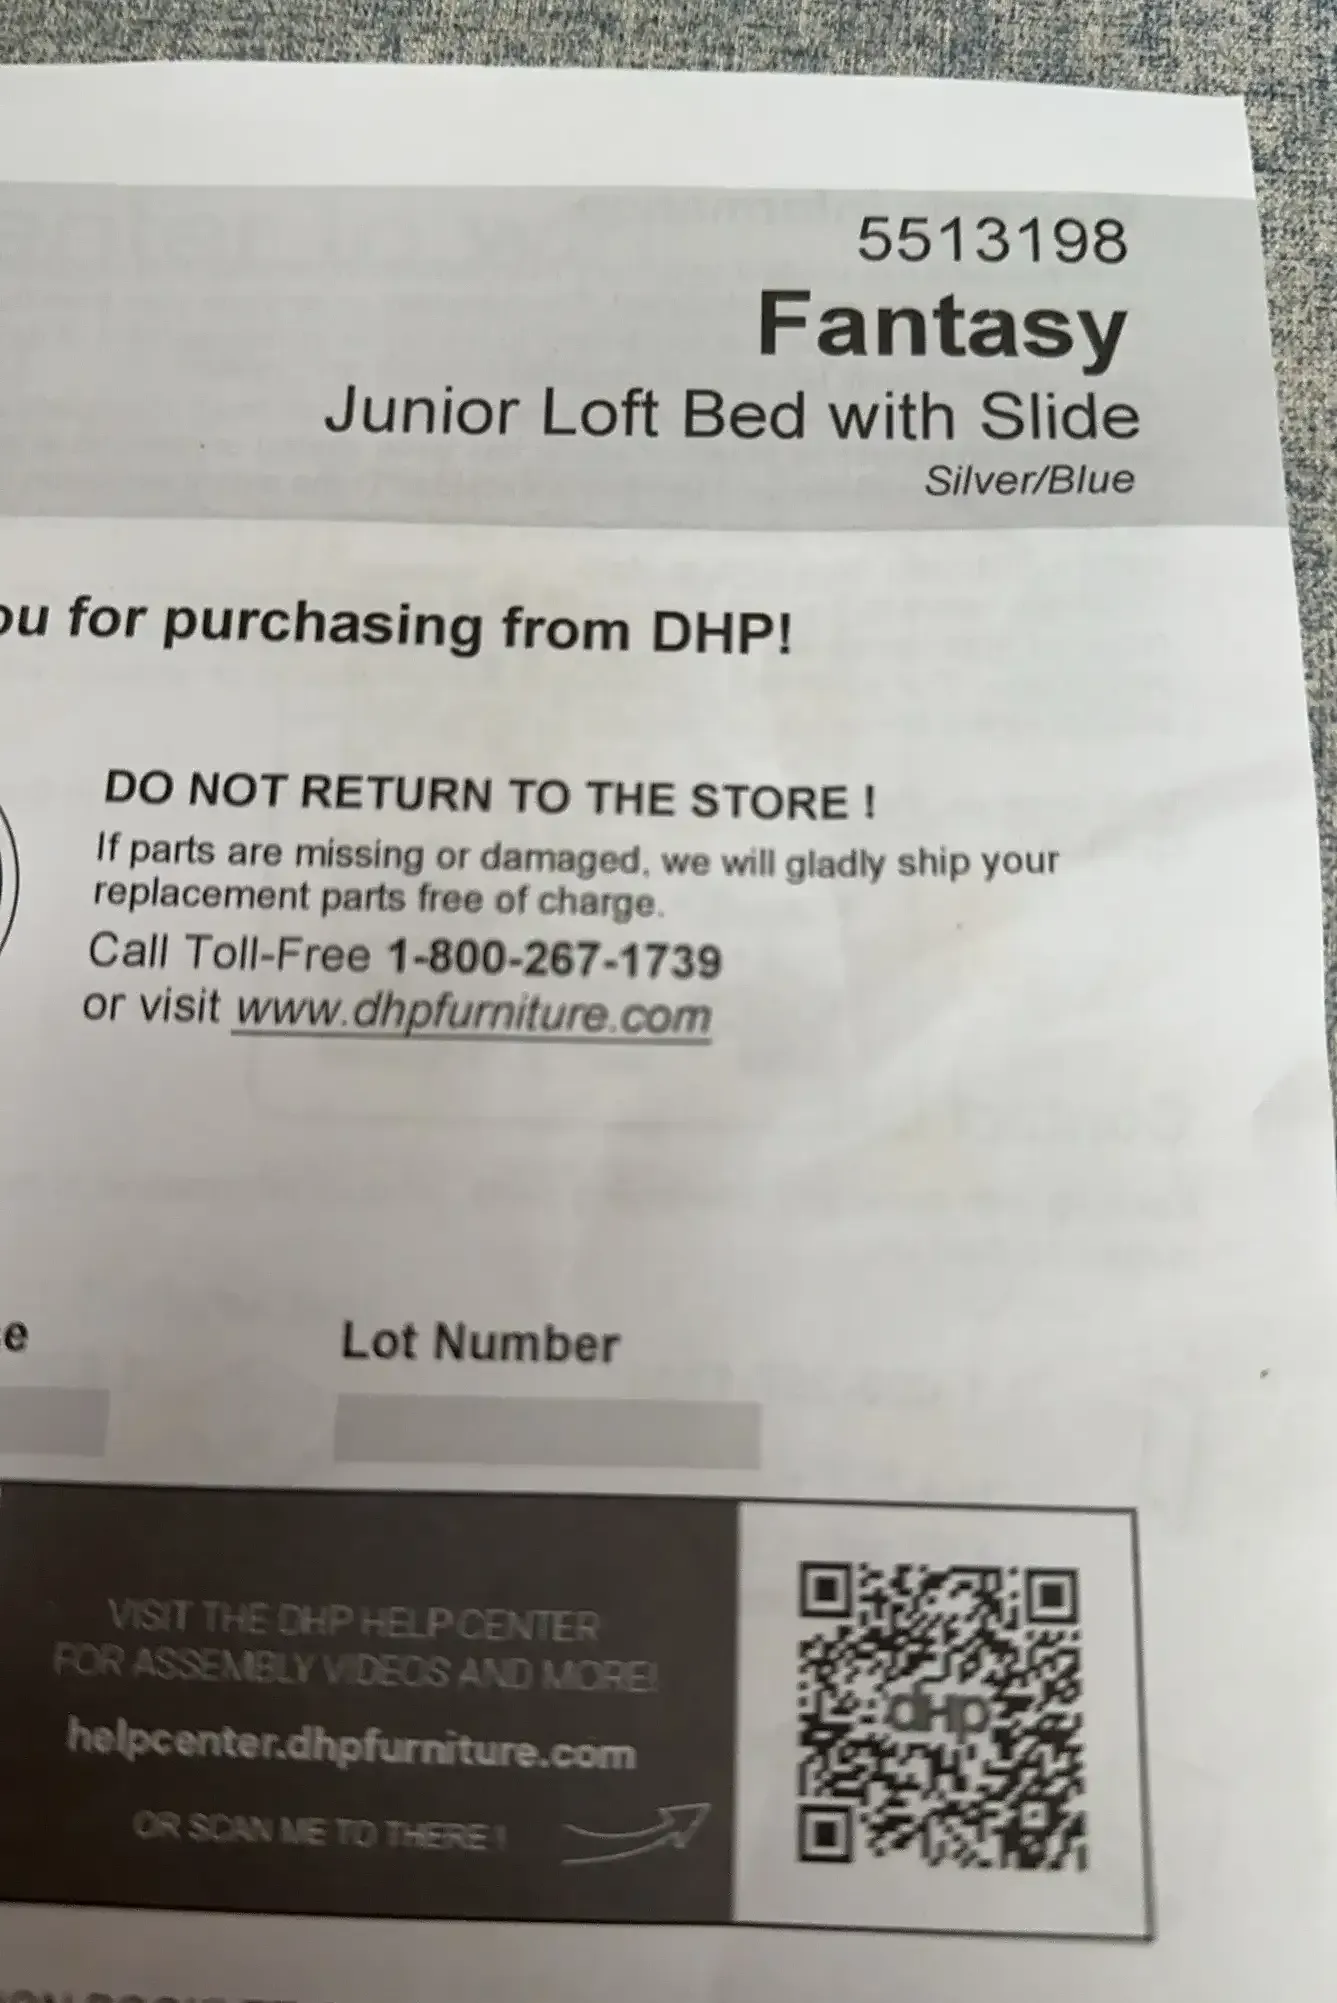 5513198
Fantasy
Junior Loft Bed with Slide
Silver/Blue
ou for purchasing from DHP!
DO NOT RETURN TO THE STORE !
If parts are missing or damaged, we will gladly ship your
replacement parts free of charge.
Call Toll-Free 1-800-267-1739
or visit www.dhpfurniture.com
e
Lot Number
VISIT THE DHP HELP CENTER
FOR ASSEMBLY VIDEOS AND MORE!
helpcenter.dhpfurniture.com
OR SCAN ME TO THERE !
dHp